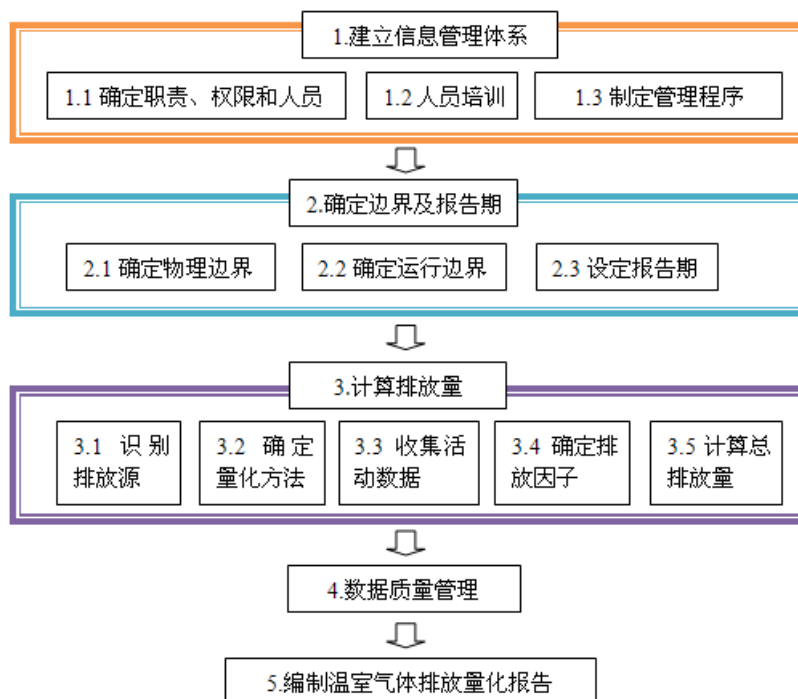 1.建立信息管理体系
1.1 确定职责、权限和人员
1.2 人员培训
1.3 制定管理程序
2.确定边界及报告期
2.1 确定物理边界
2.2 确定运行边界
2.3 设定报告期
3.计算排放量
3.1 识别
排放源
3.2 确定
量化方法
3.3 收集活
动数据
3.4 确定排
放因子
3.5 计算总
排放量
4.数据质量管理
5.编制温室气体排放量化报告